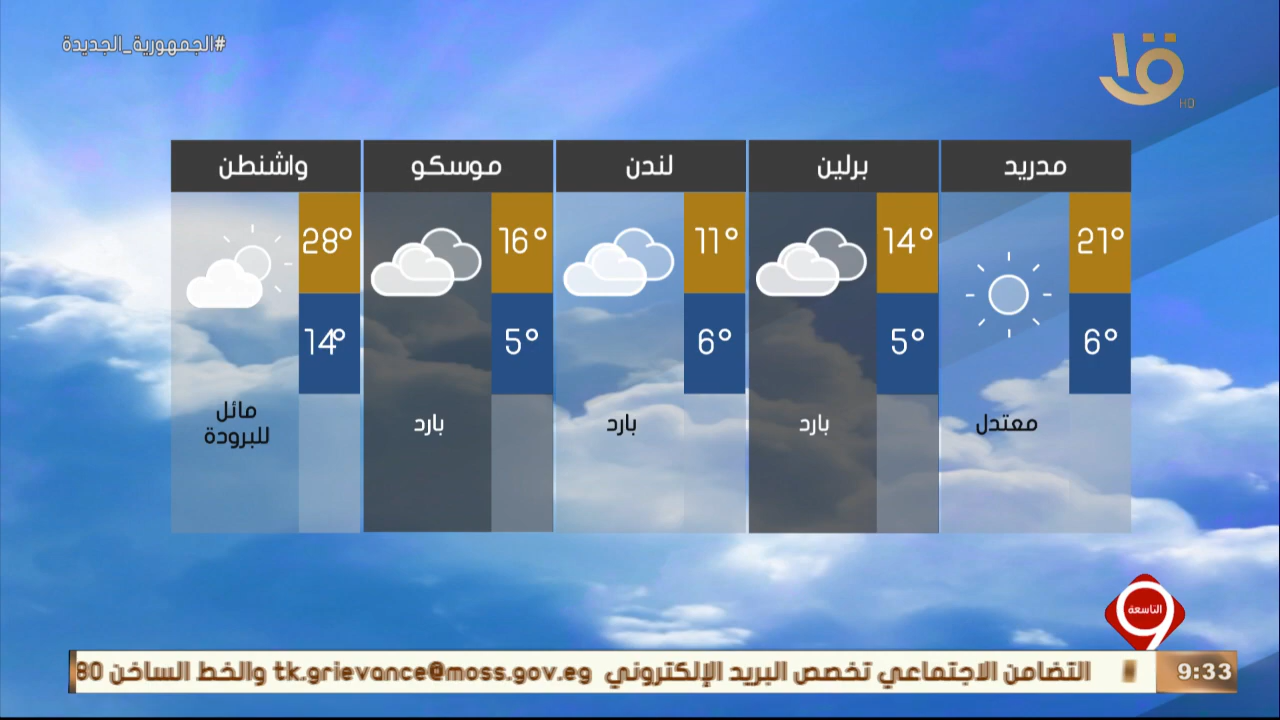 #الجمهورية_الجديدة
HD
مدريد
21°
6°
معتدل
برلين
14°
5°
بارد
لندن
11°
6°
بارد
موسكو
16°
5°
بارد
واشنطن
28°
14°
مائل
للبرودة
التاسعة
9
9:33
التضامن الاجتماعي تخصص البريد الإلكتروني tk.grievance@moss.gov.eg والخط الساخن 80